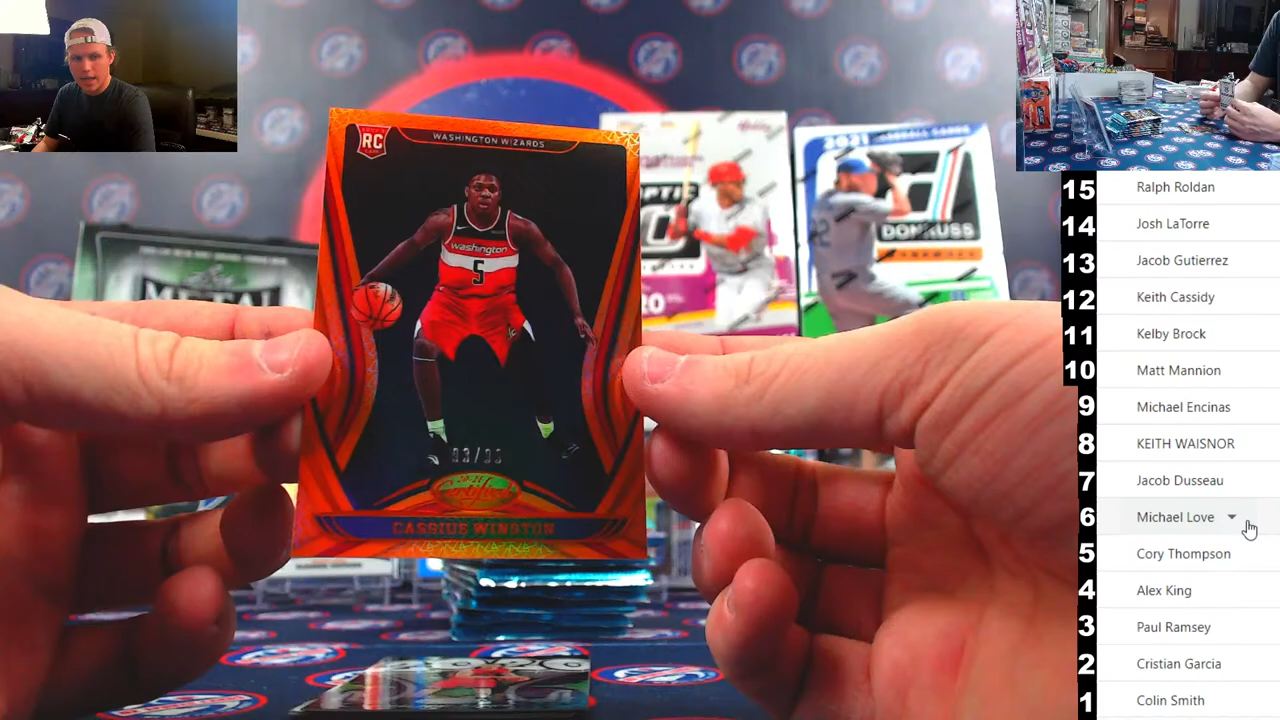 RC
WASHINGTON WIZARDS
Washington
5
Certified
CASSIUS WINSTON
METAL
2021
DONRUSS
15 Ralph Roldan
14 Josh LaTorre
13 Jacob Gutierrez
12 Keith Cassidy
11 Kelby Brock
10 Matt Mannion
9 Michael Encinas
8 KEITH WAISNOR
7 Jacob Dusseau
6 Michael Love
5 Cory Thompson
4 Alex King
3 Paul Ramsey
2 Cristian Garcia
1 Colin Smith